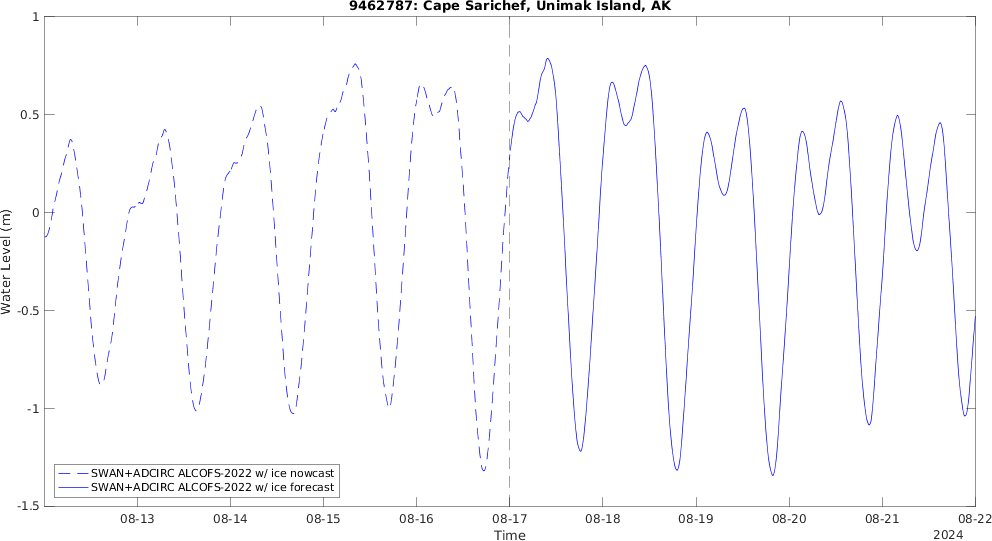 9462787: Cape Sarichef, Unimak Island, AK
1
0.5
0
-0.5
-1
-1.5
Water Level (m)
SWAN+ADCIRC ALCOFS-2022 w/ ice nowcast
SWAN+ADCIRC ALCOFS-2022 w/ ice forecast
08-13 08-14 08-15 08-16 08-17 08-18 08-19 08-20 08-21 08-22
Time
2024